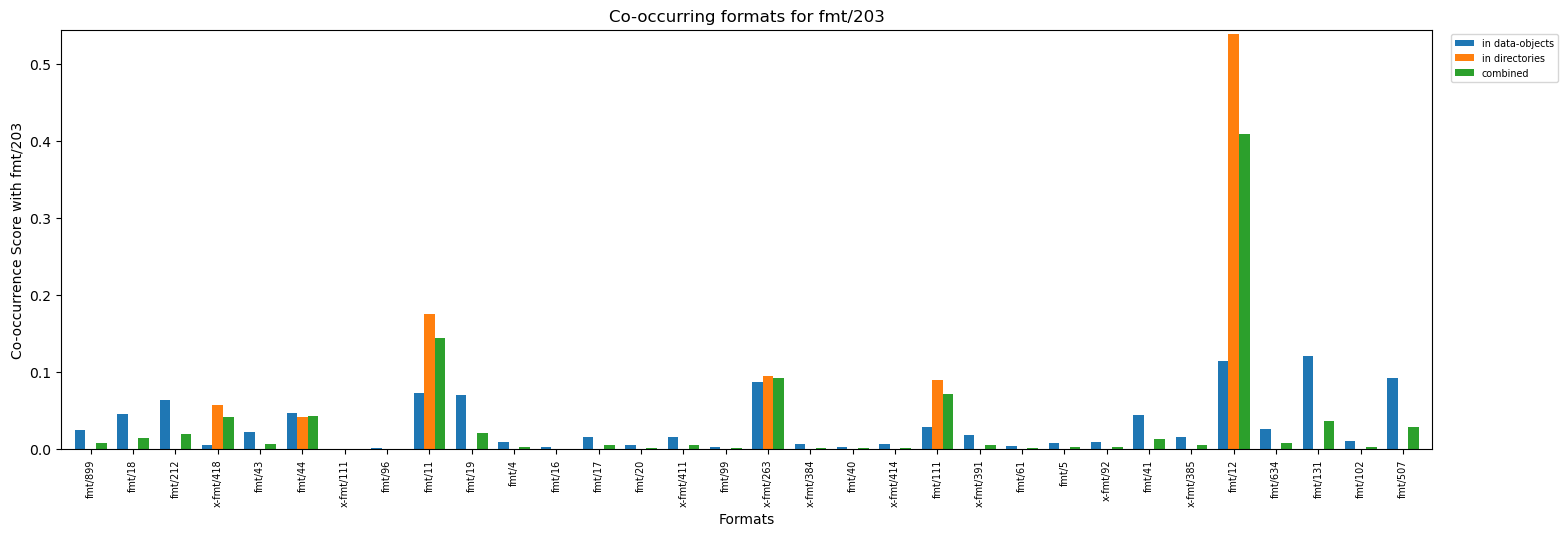 Co-occurring formats for fmt/203
in data-objects
in directories
combined
Co-occurrence Score with fmt/203
0.5
0.4
0.3
0.2
0.1
0.0
fmt/899
fmt/18
fmt/212
x-fmt/418
fmt/43
fmt/44
x-fmt/111
fmt/96
fmt/11
fmt/19
fmt/4
fmt/16
fmt/17
fmt/20
x-fmt/411
fmt/99
x-fmt/263
x-fmt/384
fmt/40
x-fmt/414
fmt/111
x-fmt/391
fmt/61
fmt/5
x-fmt/92
fmt/41
x-fmt/385
fmt/12
fmt/634
fmt/131
fmt/102
fmt/507
Formats